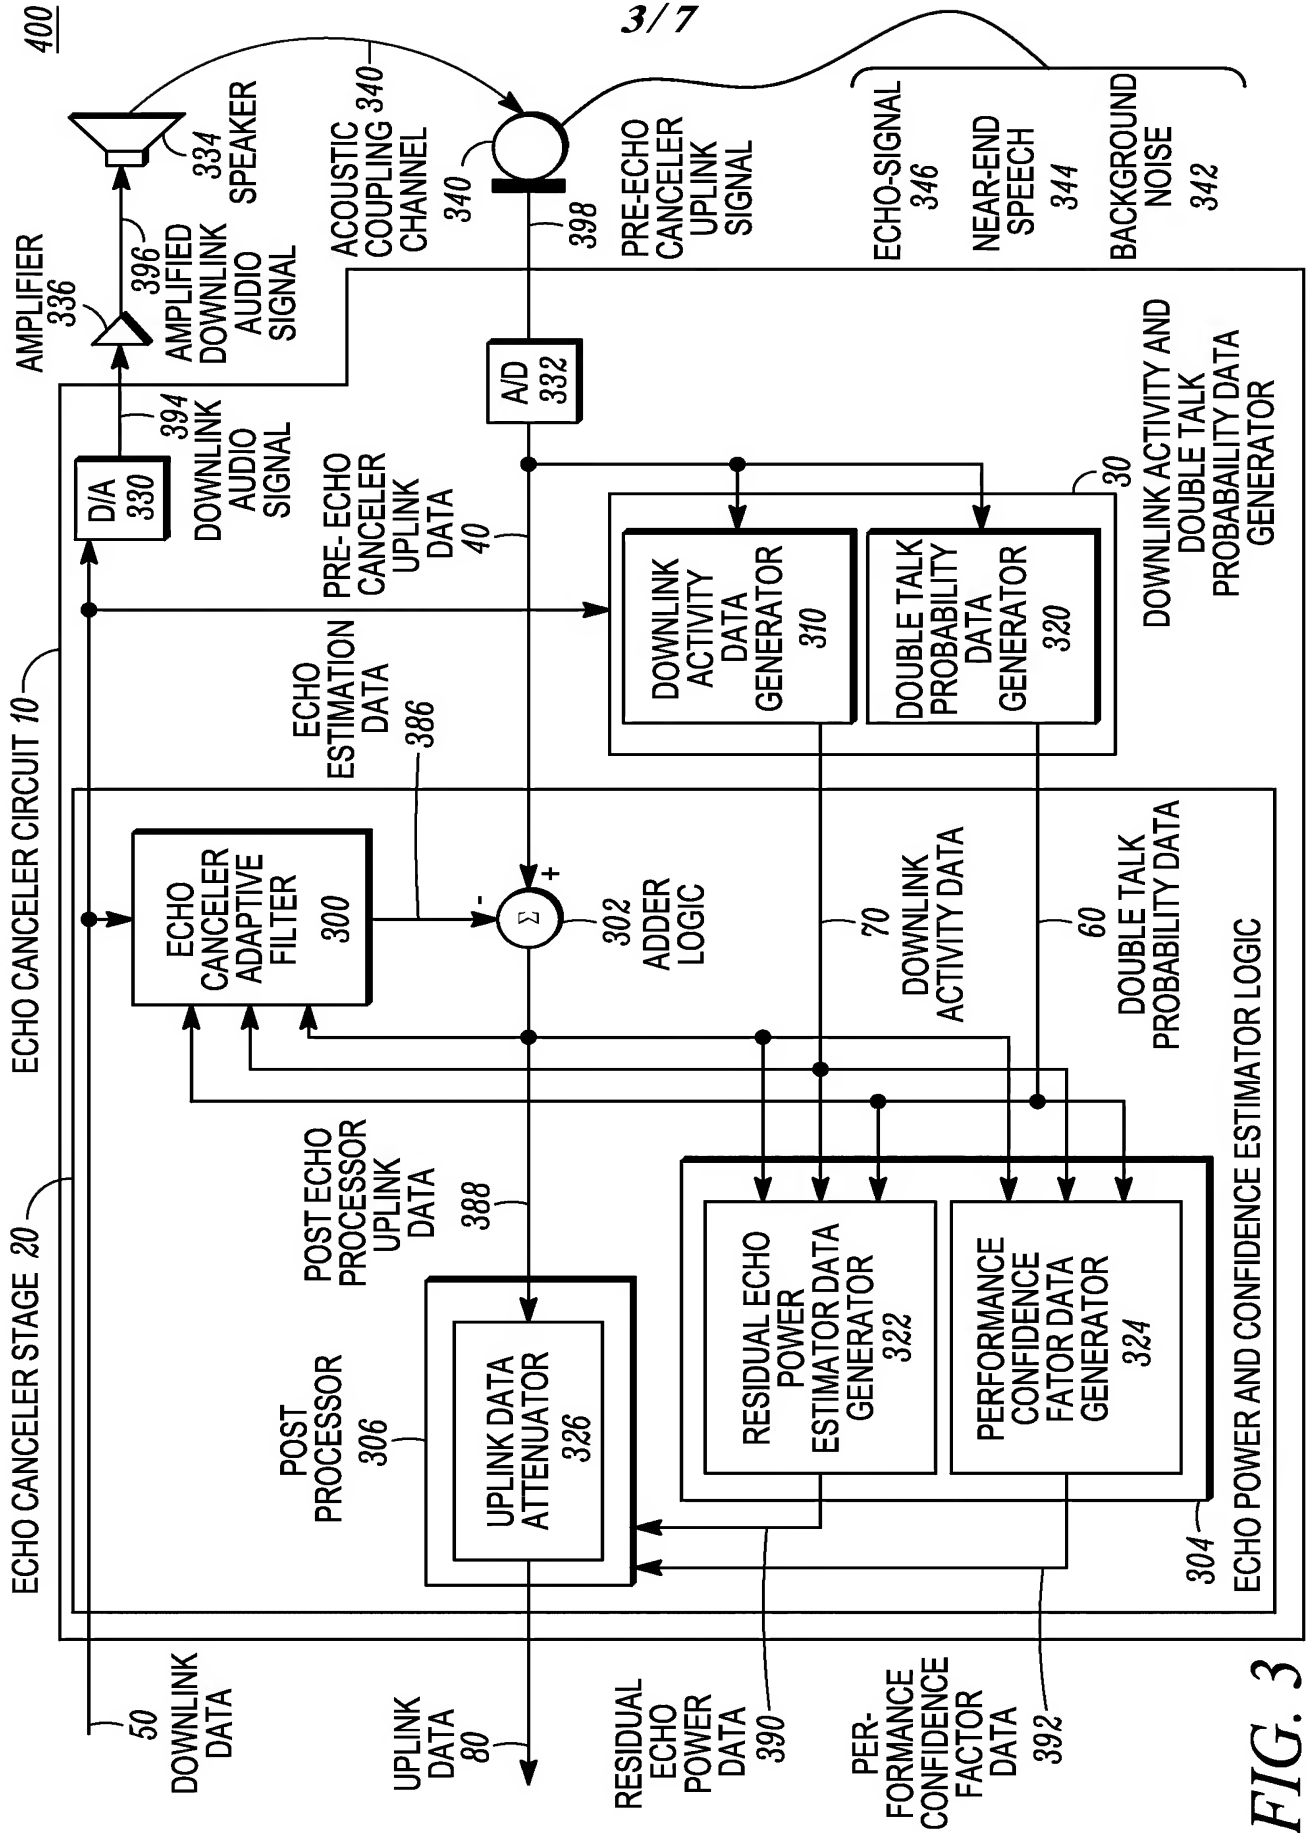 3/7
400
ECHO CANCELER STAGE 20
ECHO CANCELER CIRCUIT 10
AMPLIFIER
336
334
SPEAKER
396
AMPLIFIED
DOWNLINK
AUDIO
SIGNAL
D/A
330
394
DOWNLINK
AUDIO
SIGNAL
340
ACOUSTIC
COUPLING
CHANNEL
340
398
PRE-ECHO
CANCELER
UPLINK
SIGNAL
ECHO-SIGNAL
346
NEAR-END
SPEECH
344
BACKGROUND
NOISE
342
A/D
332
PRE- ECHO
CANCELER
UPLINK
DATA
40
ECHO
ESTIMATION
DATA
386
ECHO
CANCELER
ADAPTIVE
FILTER
300
-
+
Σ
302
ADDER
LOGIC
DOWNLINK
ACTIVITY
DATA
GENERATOR
310
DOUBLE TALK
PROBABILITY
DATA
GENERATOR
320
30
DOWNLINK ACTIVITY AND
DOUBLE TALK
PROBABILITY DATA
GENERATOR
70
DOWNLINK
ACTIVITY DATA
60
DOUBLE TALK
PROBABILITY DATA
POST ECHO
PROCESSOR
UPLINK
DATA
388
POST
PROCESSOR
306
UPLINK DATA
ATTENUATOR
326
RESIDUAL ECHO
POWER
ESTIMATOR DATA
GENERATOR
322
PERFORMANCE
CONFIDENCE
FATOR DATA
GENERATOR
324
304
ECHO POWER AND CONFIDENCE ESTIMATOR LOGIC
50
DOWNLINK
DATA
UPLINK
DATA
80
RESIDUAL
ECHO
POWER
DATA
390
PER-
FORMANCE
CONFIDENCE
FACTOR
DATA
392
FIG. 3